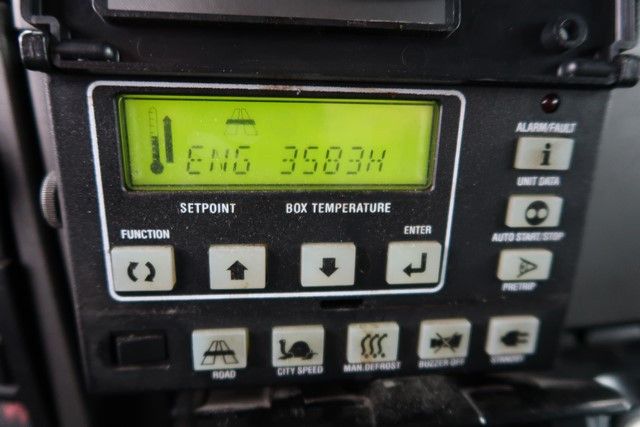 ENG 3583H
SETPOINT BOX TEMPERATURE
FUNCTION
ENTER
ALARM/FAULT
i
UNIT DATA
AUTO START/STOP
PRETRIP
ROAD
CITY SPEED
MAN.DEFROST
BUZZER OFF
STANDBY